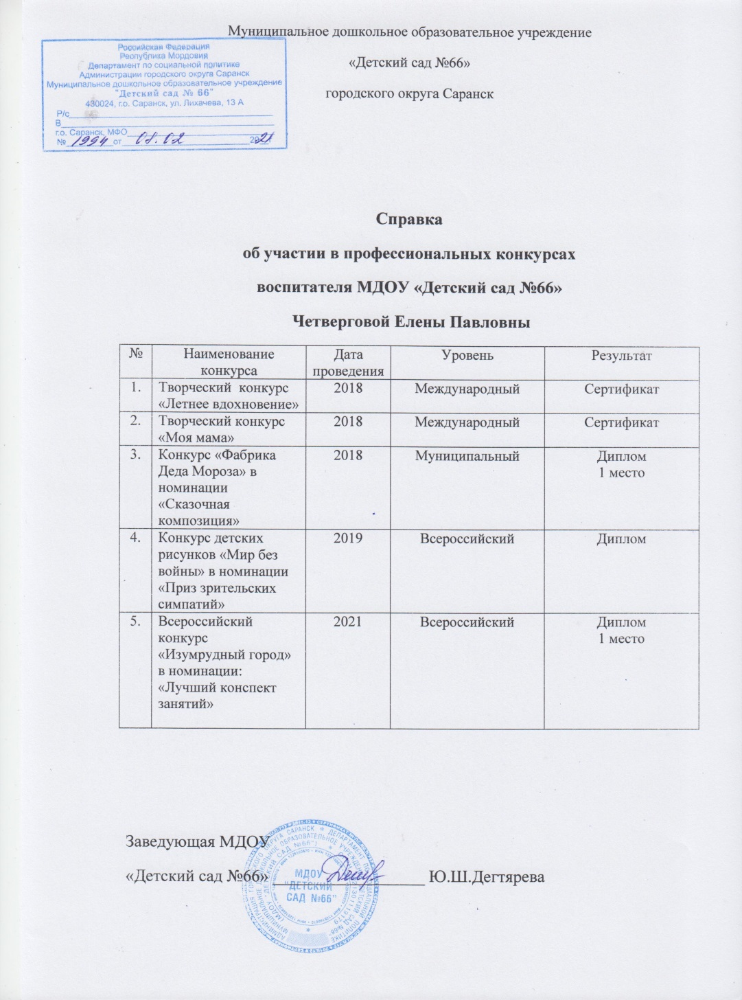 Муниципальное дошкольное образовательное учреждение
«Детский сад №66»
городского округа Саранск
Российская Федерация
Республика Мордовия
Департамент по социальной политике
Администрации городского округа Саранск
Муниципальное дошкольное образовательное учреждение
"Детский сад № 66"
430024, г.о. Саранск, ул. Лихачева, 13 А
Р/с
В
г.о. Саранск, МФО
№ 1994 от 08.02 2021
Справка
об участии в профессиональных конкурсах
воспитателя МДОУ «Детский сад №66»
Четверговой Елены Павловны
№ Наименование Дата Уровень Результат
конкурса проведения
1. Творческий конкурс 2018 Международный Сертификат
«Летнее вдохновение»
2. Творческий конкурс 2018 Международный Сертификат
«Моя мама»
3. Конкурс «Фабрика 2018 Муниципальный Диплом
Деда Мороза» в 1 место
номинации
«Сказочная
композиция»
4. Конкурс детских 2019 Всероссийский Диплом
рисунков «Мир без
войны» в номинации
«Приз зрительских
симпатий»
5. Всероссийский 2021 Всероссийский Диплом
конкурс 1 место
«Изумрудный город»
в номинации:
«Лучший конспект
занятий»
Заведующая МДОУ
«Детский сад №66» Ю.Ш.Дегтярева
МДОУ
"ДЕТСКИЙ
САД №66"